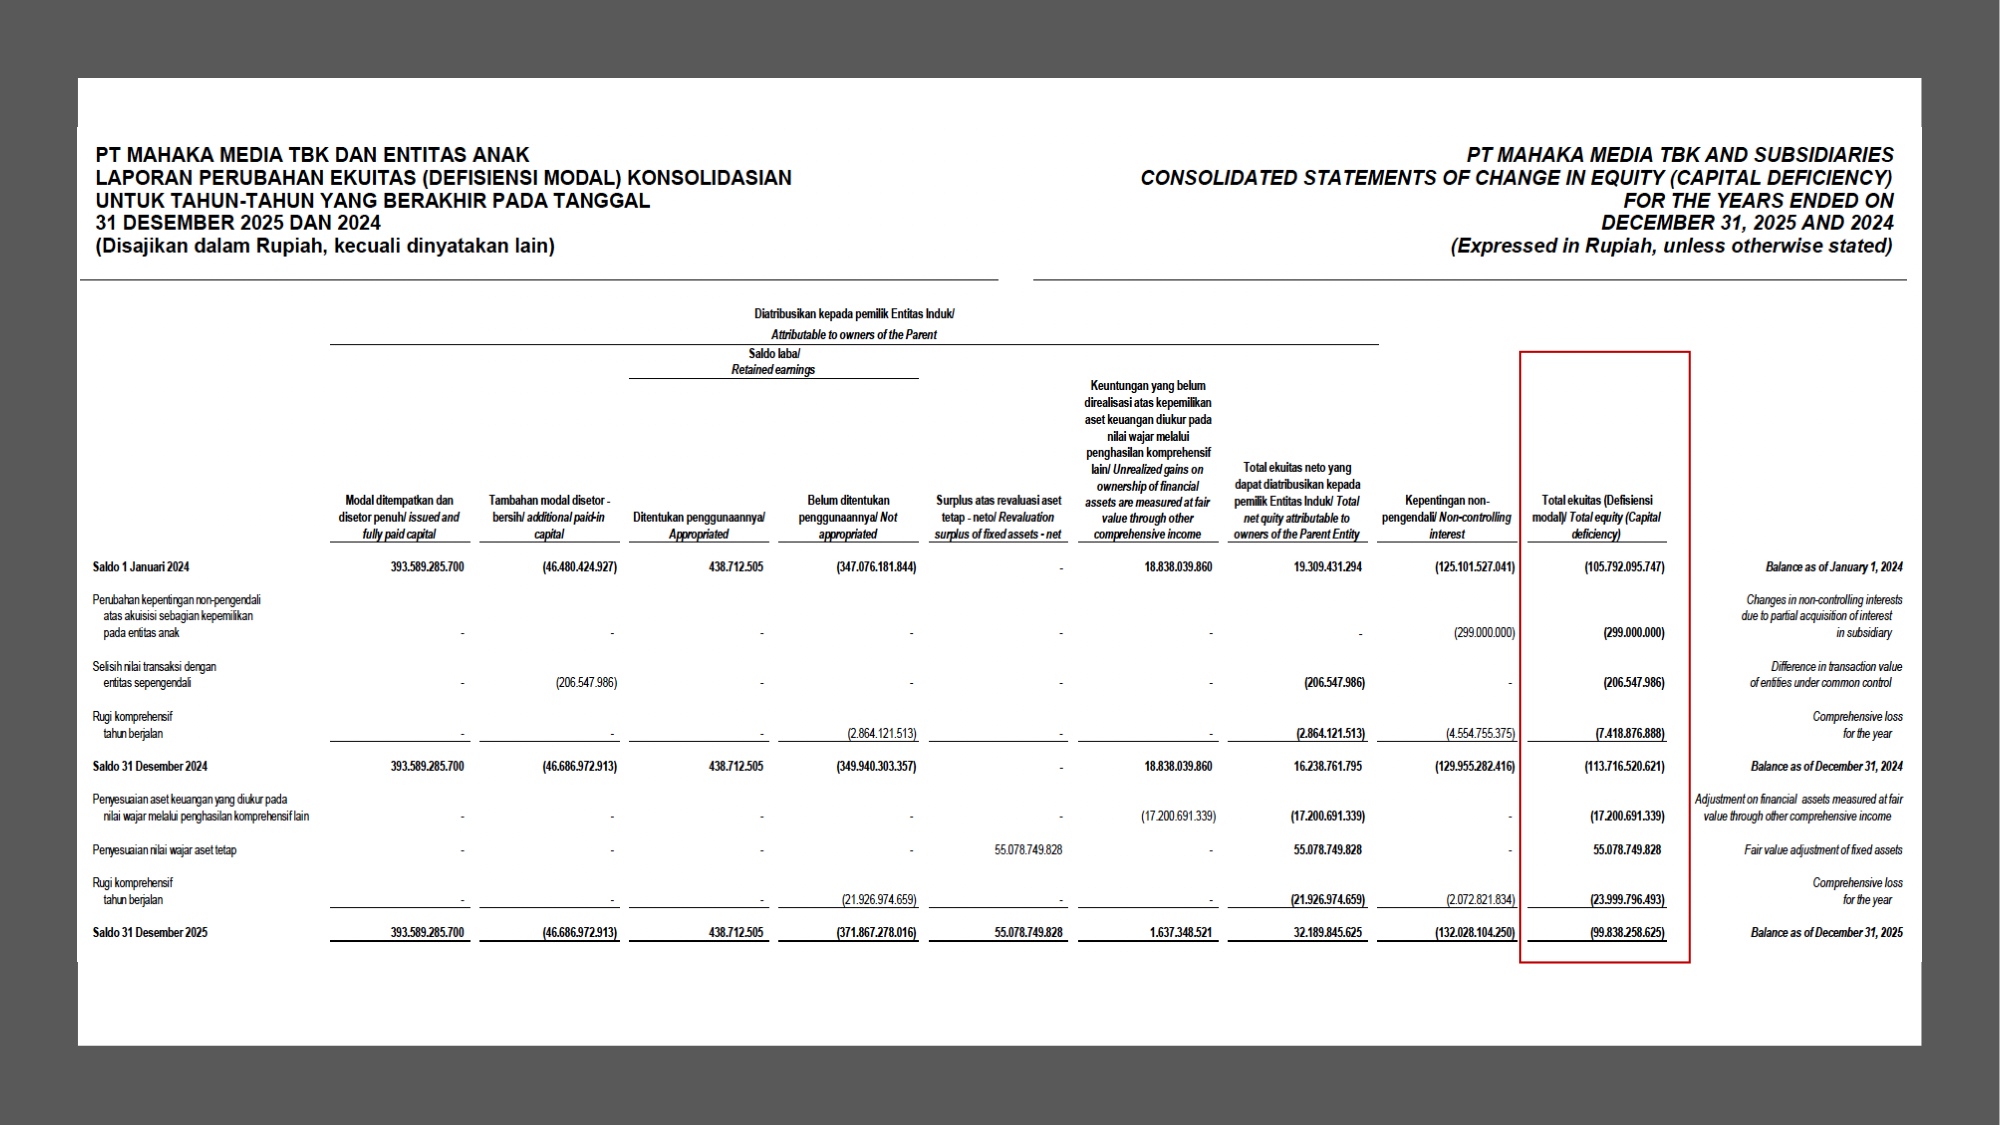 PT MAHAKA MEDIA TBK DAN ENTITAS ANAK
LAPORAN PERUBAHAN EKUITAS (DEFISIENSI MODAL) KONSOLIDASIAN
UNTUK TAHUN-TAHUN YANG BERAKHIR PADA TANGGAL
31 DESEMBER 2025 DAN 2024
(Disajikan dalam Rupiah, kecuali dinyatakan lain)
PT MAHAKA MEDIA TBK AND SUBSIDIARIES
CONSOLIDATED STATEMENTS OF CHANGE IN EQUITY (CAPITAL DEFICIENCY)
FOR THE YEARS ENDED ON
DECEMBER 31, 2025 AND 2024
(Expressed in Rupiah, unless otherwise stated)
Diatribusikan kepada pemilik Entitas Induk/
Attributable to owners of the Parent
Saldo laba/
Retained earnings
Modal ditempatkan dan
disetor penuh/ issued and
fully paid capital
Tambahan modal disetor -
bersih/ additional paid-in
capital
Ditentukan penggunaannya/
Appropriated
Belum ditentukan
penggunaannya/ Not
appropriated
Surplus atas revaluasi aset
tetap - neto/ Revaluation
surplus of fixed assets - net
Keuntungan yang belum
direalisasi atas kepemilikan
aset keuangan diukur pada
nilai wajar melalui
penghasilan komprehensif
lain/ Unrealized gains on
ownership of financial
assets are measured at fair
value through other
comprehensive income
Total ekuitas neto yang
dapat diatribusikan kepada
pemilik Entitas Induk/ Total
net quity attributable to
owners of the Parent Entity
Kepentingan non-
pengendali/ Non-controlling
interest
Total ekuitas (Defisiensi
modal)/ Total equity (Capital
deficiency)
Saldo 1 Januari 2024 393.589.285.700 (46.480.424.927) 438.712.505 (347.076.181.844) - 18.838.039.860 19.309.431.294 (125.101.527.041) (105.792.095.747) Balance as of January 1, 2024
Perubahan kepentingan non-pengendali Changes in non-controlling interests
atas akuisisi sebagian kepemilikan due to partial acquisition of interest
pada entitas anak - - - - - - - (299.000.000) (299.000.000) in subsidiary
Selisih nilai transaksi dengan Difference in transaction value
entitas sepengendali - (206.547.986) - - - - (206.547.986) - (206.547.986) of entities under common control
Rugi komprehensif Comprehensive loss
tahun berjalan - - - (2.864.121.513) - - (2.864.121.513) (4.554.755.375) (7.418.876.888) for the year
Saldo 31 Desember 2024 393.589.285.700 (46.686.972.913) 438.712.505 (349.940.303.357) - 18.838.039.860 16.238.761.795 (129.955.282.416) (113.716.520.621) Balance as of December 31, 2024
Penyesuaian aset keuangan yang diukur pada Adjustment on financial assets measured at fair
nilai wajar melalui penghasilan komprehensif lain - - - - - (17.200.691.339) (17.200.691.339) - (17.200.691.339) value through other comprehensive income
Penyesuaian nilai wajar aset tetap - - - - 55.078.749.828 - 55.078.749.828 - 55.078.749.828 Fair value adjustment of fixed assets
Rugi komprehensif Comprehensive loss
tahun berjalan - - - (21.926.974.659) - - (21.926.974.659) (2.072.821.834) (23.999.796.493) for the year
Saldo 31 Desember 2025 393.589.285.700 (46.686.972.913) 438.712.505 (371.867.278.016) 55.078.749.828 1.637.348.521 32.189.845.625 (132.028.104.250) (99.838.258.625) Balance as of December 31, 2025